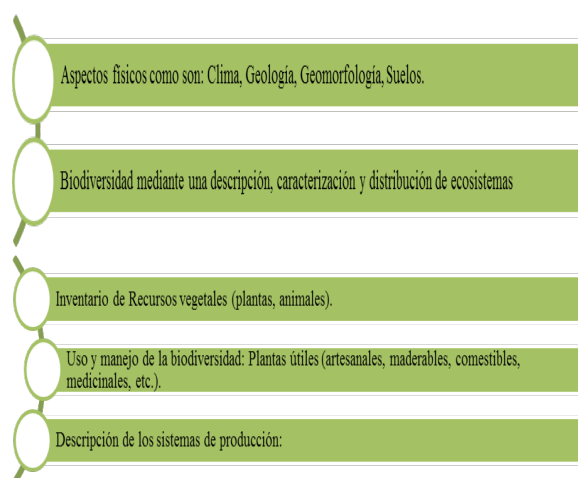 Aspectos físicos como son: Clima, Geología, Geomorfología, Suelos.
Biodiversidad mediante una descripción, caracterización y distribución de ecosistemas
Inventario de Recursos vegetales (plantas, animales).
Uso y manejo de la biodiversidad: Plantas útiles (artesanales, maderables, comestibles,
medicinales, etc.).
Descripción de los sistemas de producción: